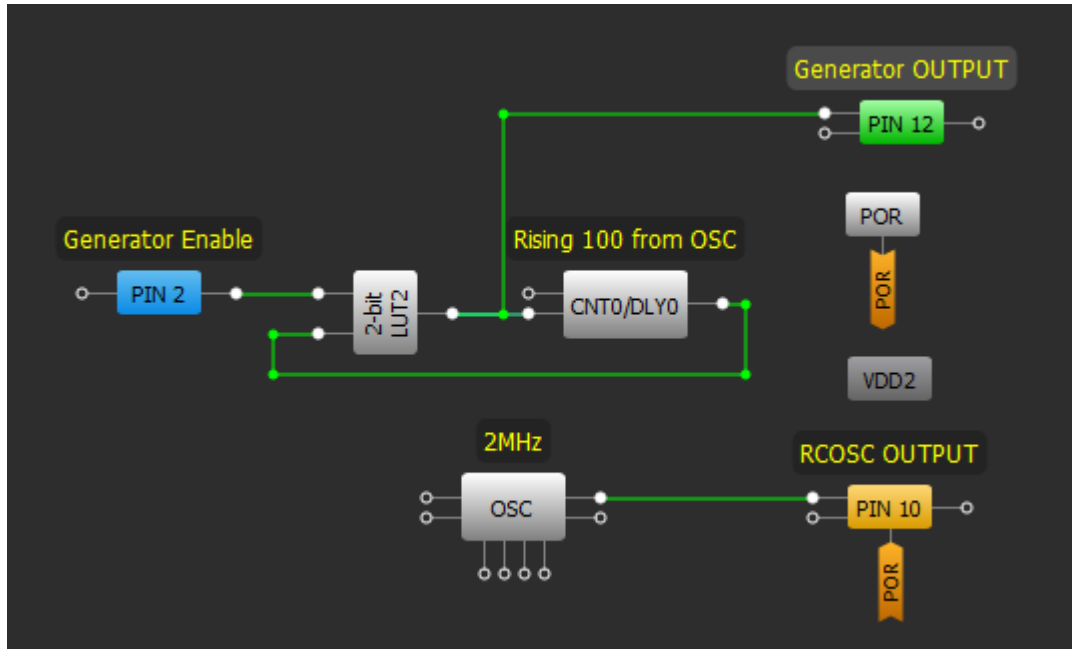 Generator OUTPUT
PIN 12
POR
POR
Generator Enable
Rising 100 from OSC
PIN 2
2-bit
LUT2
CNT0/DLY0
VDD2
2MHz
RCOSC OUTPUT
OSC
PIN 10
POR